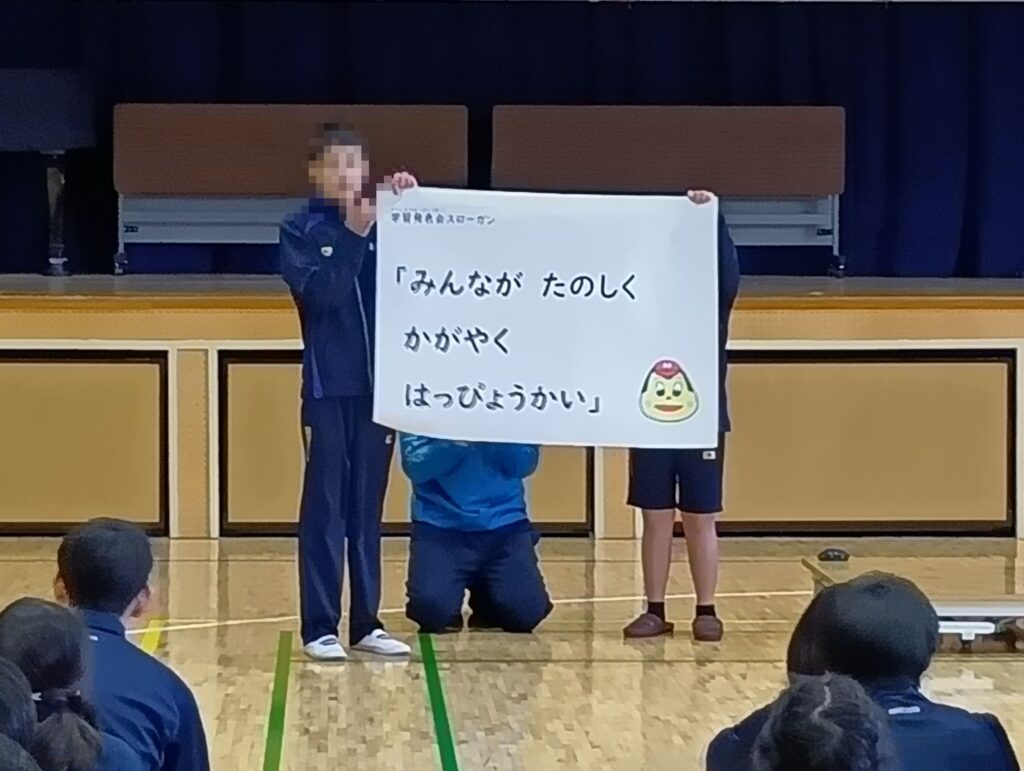 学習発表会スローガン
「みんなが たのしく
かがやく
はっぴょうかい」